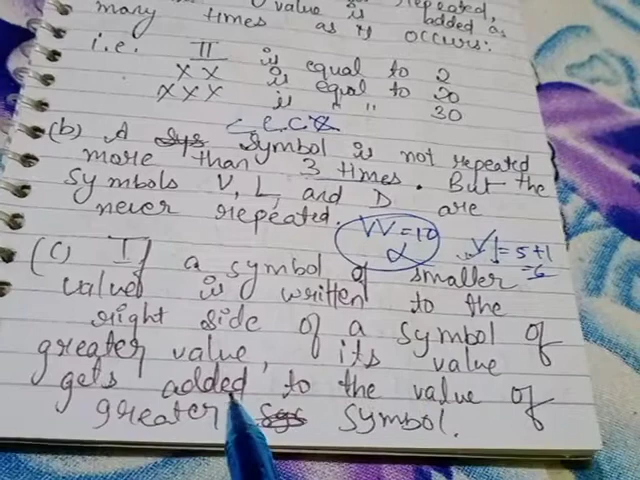 value is repeated,
many times as it occurs. added as
i.e. II is equal to 2
XX is equal to 20
XXX is " " 30
(b) A symbol is not repeated
more than 3 times. But the
symbols V, L, and D are
never repeated.
VV=10
VI=5+1
=6
(c) If a symbol of smaller
value is written to the
right side of a symbol of
greater value, its value
gets added to the value of
greater symbol.